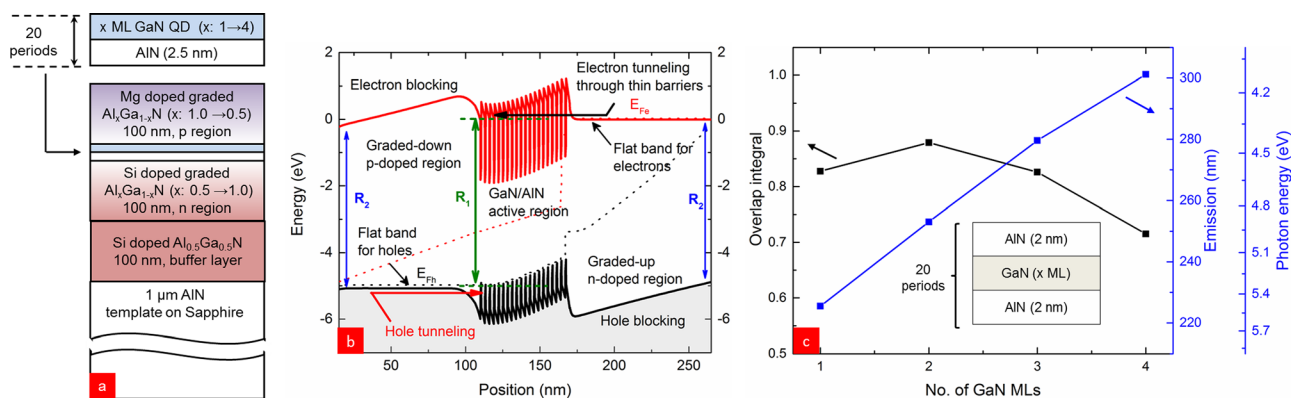 20
periods
x ML GaN QD (x: 1→4)
AlN (2.5 nm)
Mg doped graded
AlxGa1-xN (x: 1.0 →0.5)
100 nm, p region
Si doped graded
AlxGa1-xN (x: 0.5 →1.0)
100 nm, n region
Si doped Al0.5Ga0.5N
100 nm, buffer layer
1 µm AlN
template on Sapphire
a
Energy (eV)
2
0
-2
-4
-6
2
0
-2
-4
-6
Electron blocking
Electron tunneling
through thin barriers
EFe
Graded-down
p-doped region
Flat band for
electrons
R2
R1
R2
GaN/AlN
active region
Flat band
for holes
EFh
Graded-up
n-doped region
Hole tunneling
Hole blocking
b
50
100
150
200
250
Position (nm)
Overlap integral
1.0
0.9
0.8
0.7
0.6
0.5
20
periods
AlN (2 nm)
GaN (x ML)
AlN (2 nm)
c
1
2
3
4
No. of GaN MLs
300
280
260
250
230
220
Emission (nm)
4.2
4.5
4.8
5.1
5.4
5.7
Photon energy (eV)